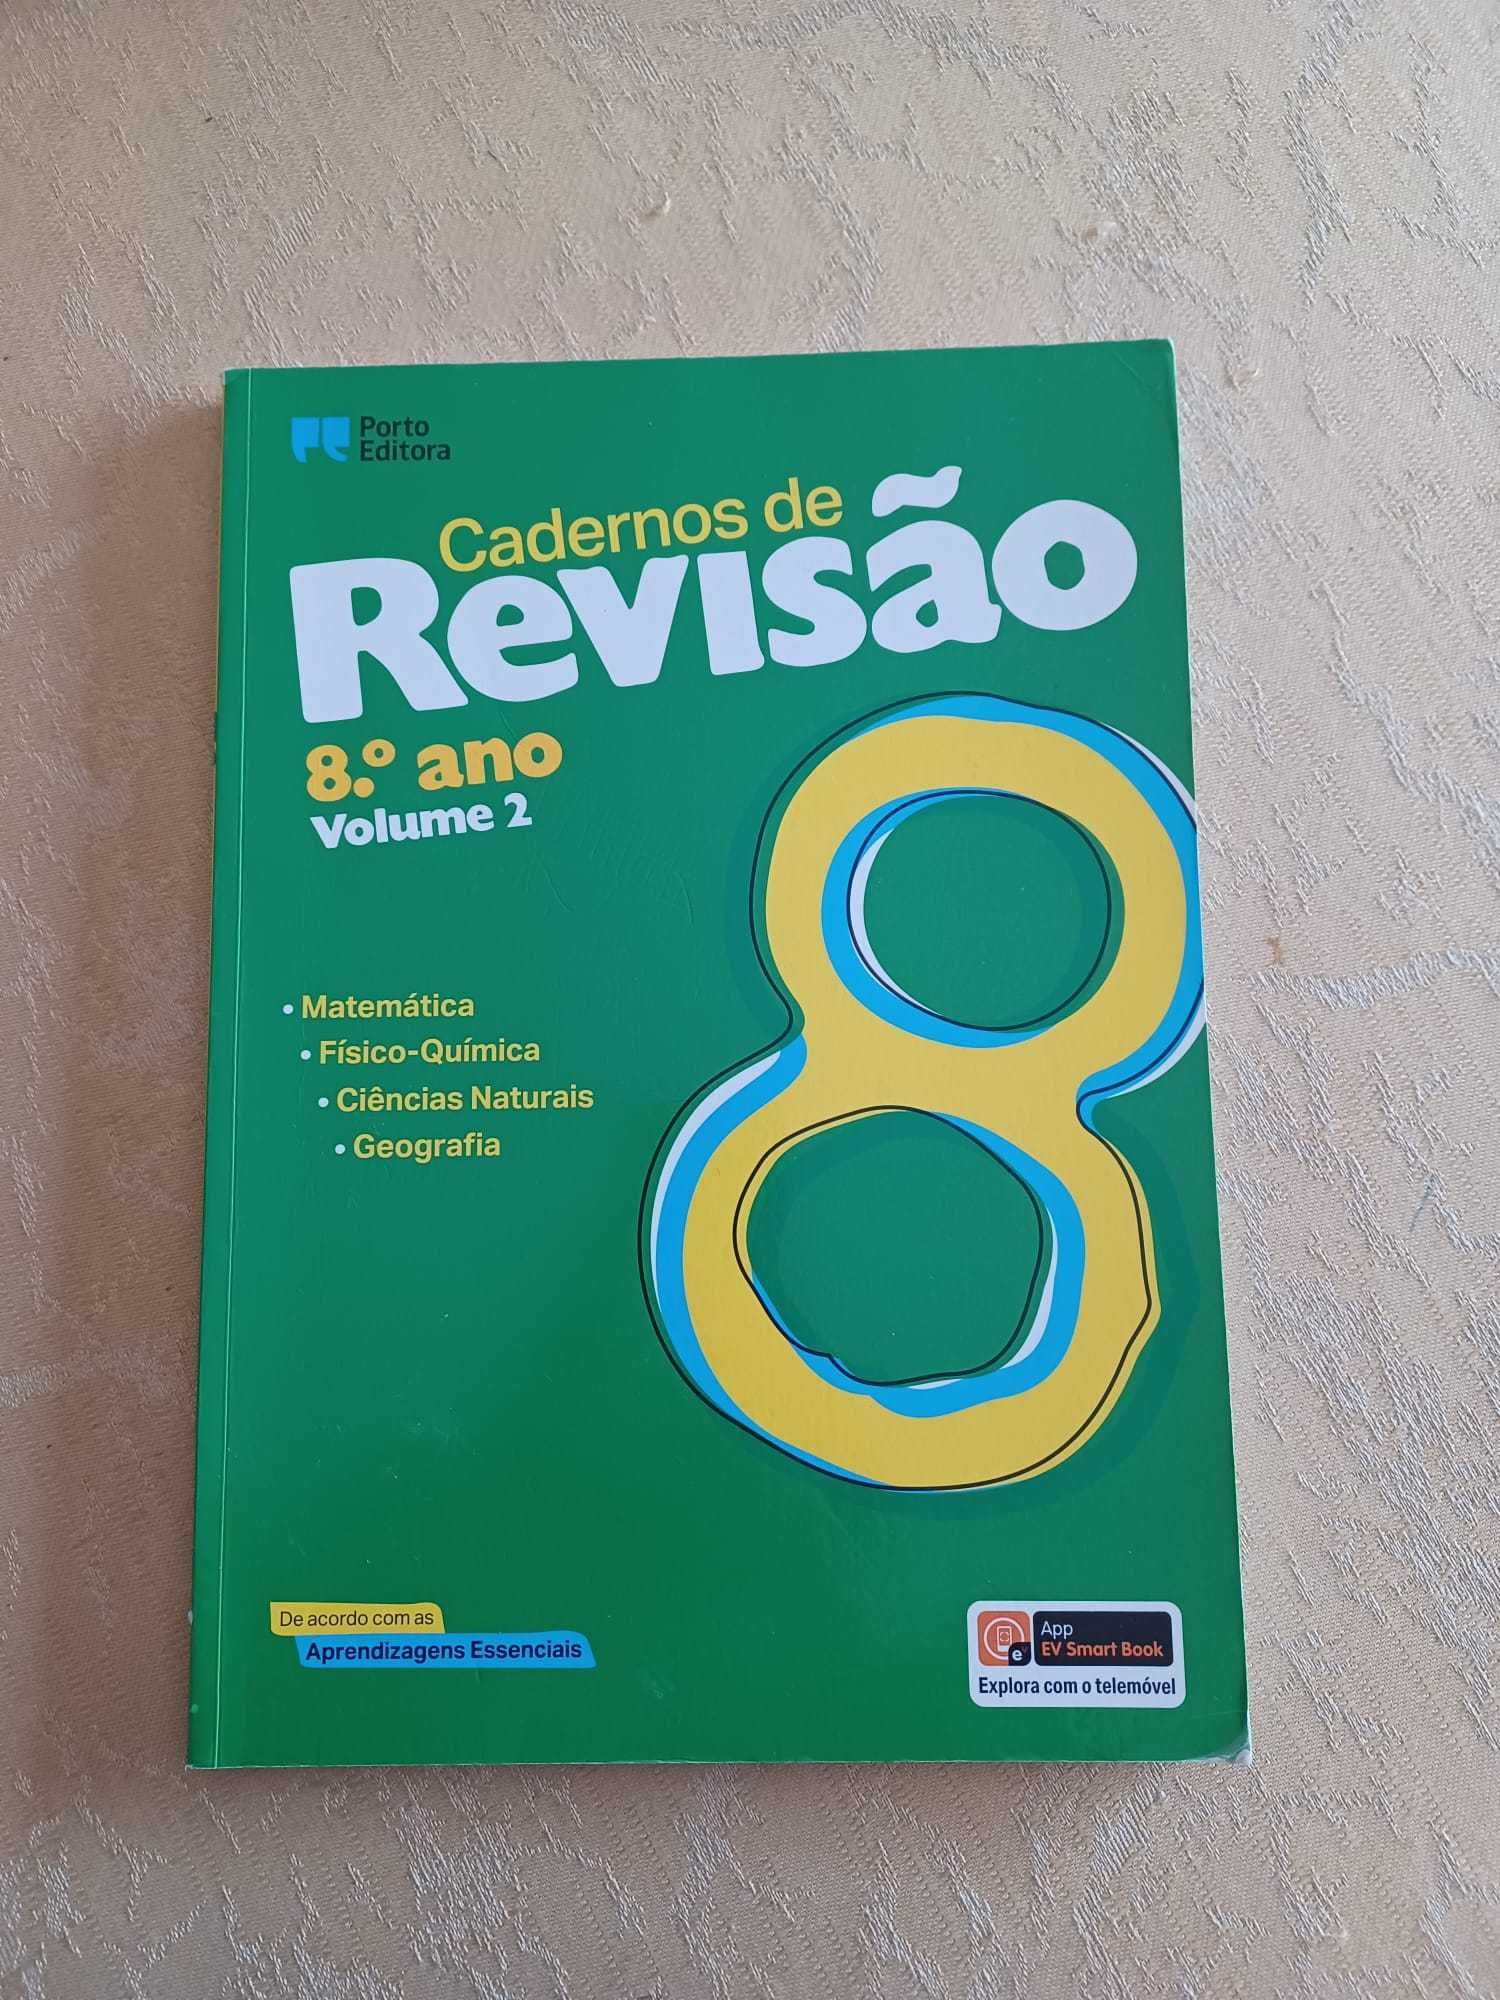 Porto
Editora
Cadernos de
Revisão
8.º ano
Volume 2
8
• Matemática
• Físico-Química
• Ciências Naturais
• Geografia
De acordo com as
Aprendizagens Essenciais
App
EV Smart Book
Explora com o telemóvel